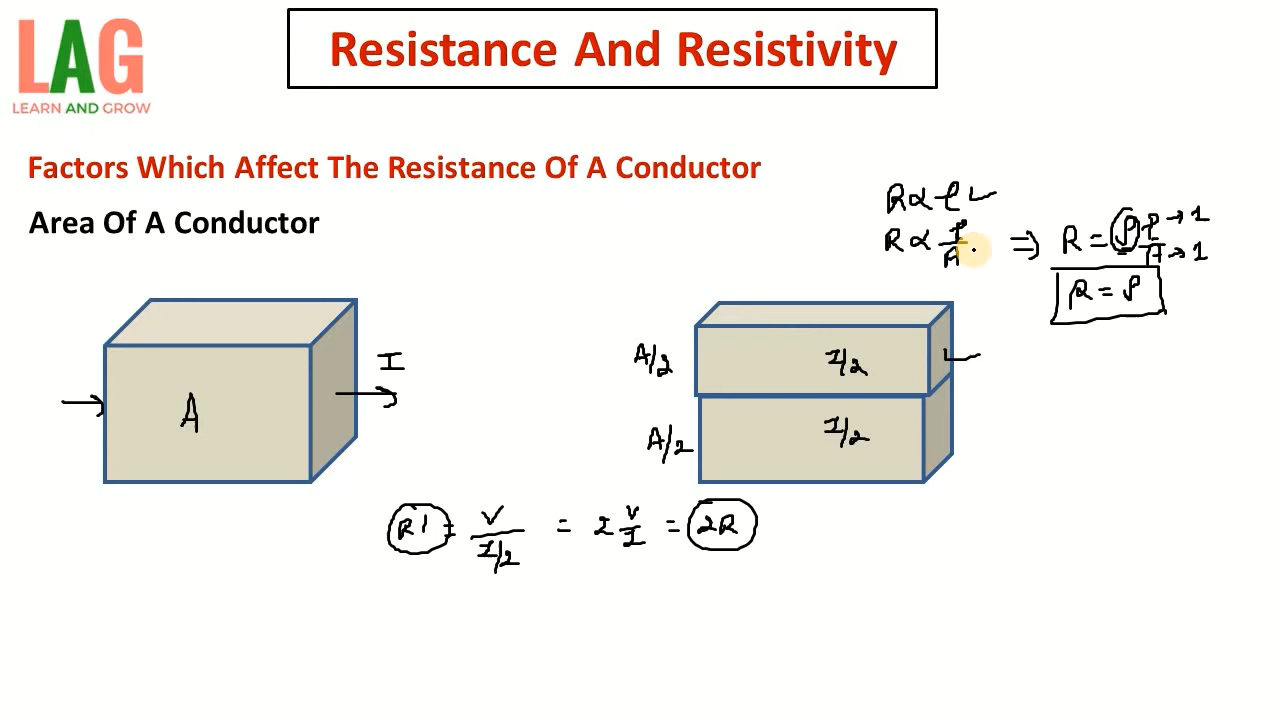 LAG
LEARN AND GROW
Resistance And Resistivity
Factors Which Affect The Resistance Of A Conductor
Area Of A Conductor
R ∝ ℓ
R ∝ ℓ/A ⇒ R = ρ ℓ/A → 1 → 1
R = ρ
I
A
A/2
I/2
A/2
I/2
R' = V/I/2 = 2 V/I = 2R